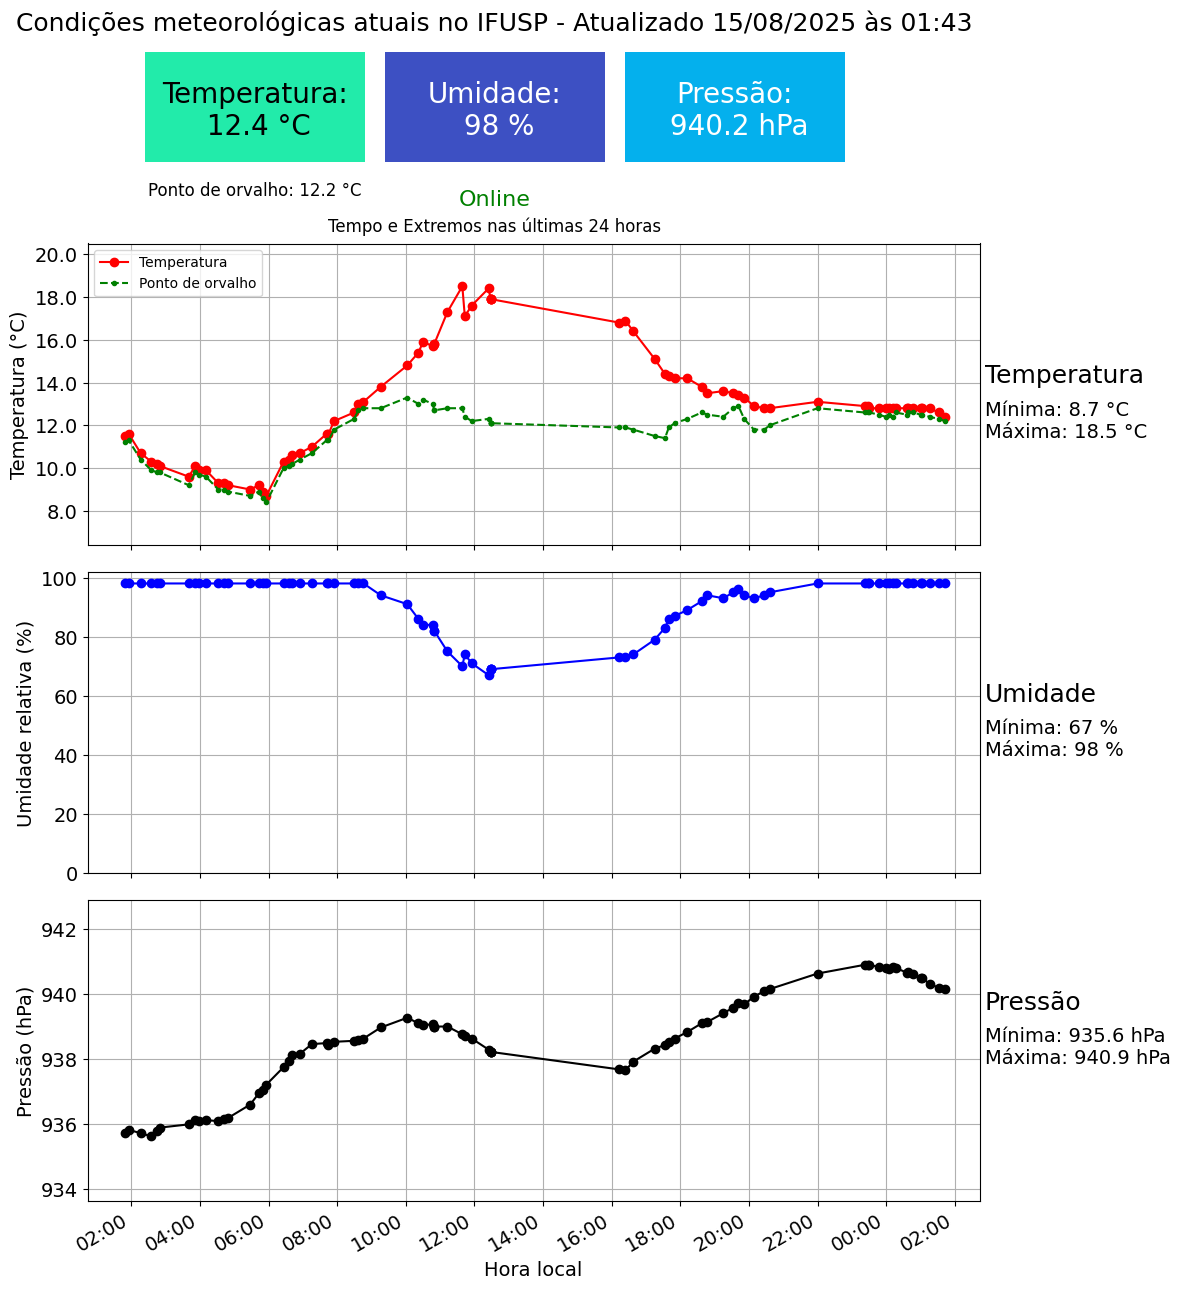 Condições meteorológicas atuais no IFUSP - Atualizado 15/08/2025 às 01:43
Temperatura:
12.4 °C
Umidade:
98 %
Pressão:
940.2 hPa
Ponto de orvalho: 12.2 °C
Online
Tempo e Extremos nas últimas 24 horas
Temperatura (°C)
20.0
18.0
16.0
14.0
12.0
10.0
8.0
Temperatura
Ponto de orvalho
Temperatura
Mínima: 8.7 °C
Máxima: 18.5 °C
Umidade relativa (%)
100
80
60
40
20
0
Umidade
Mínima: 67 %
Máxima: 98 %
Pressão (hPa)
942
940
938
936
934
Pressão
Mínima: 935.6 hPa
Máxima: 940.9 hPa
02:00 04:00 06:00 08:00 10:00 12:00 14:00 16:00 18:00 20:00 22:00 00:00 02:00
Hora local